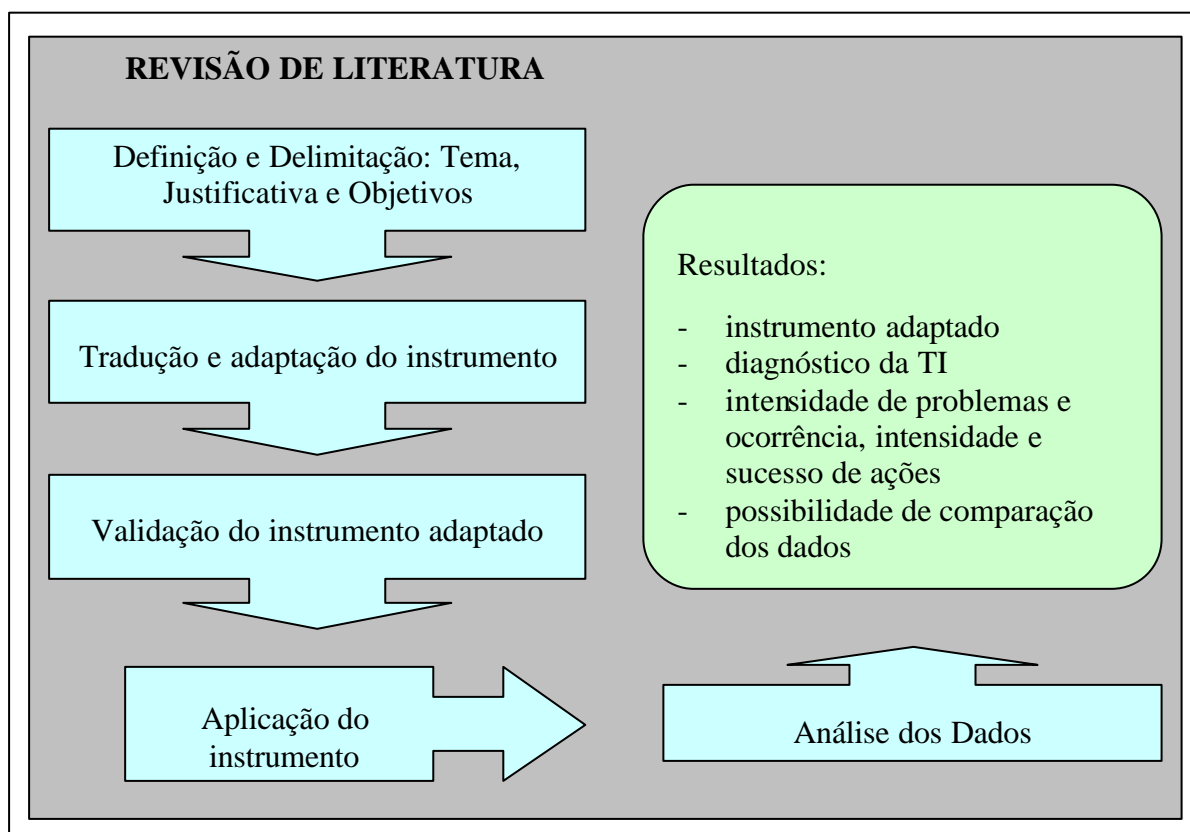 REVISÃO DE LITERATURA
Definição e Delimitação: Tema,
Justificativa e Objetivos
Tradução e adaptação do instrumento
Validação do instrumento adaptado
Aplicação do
instrumento
Análise dos Dados
Resultados:
- instrumento adaptado
- diagnóstico da TI
- intensidade de problemas e
ocorrência, intensidade e
sucesso de ações
- possibilidade de comparação
dos dados